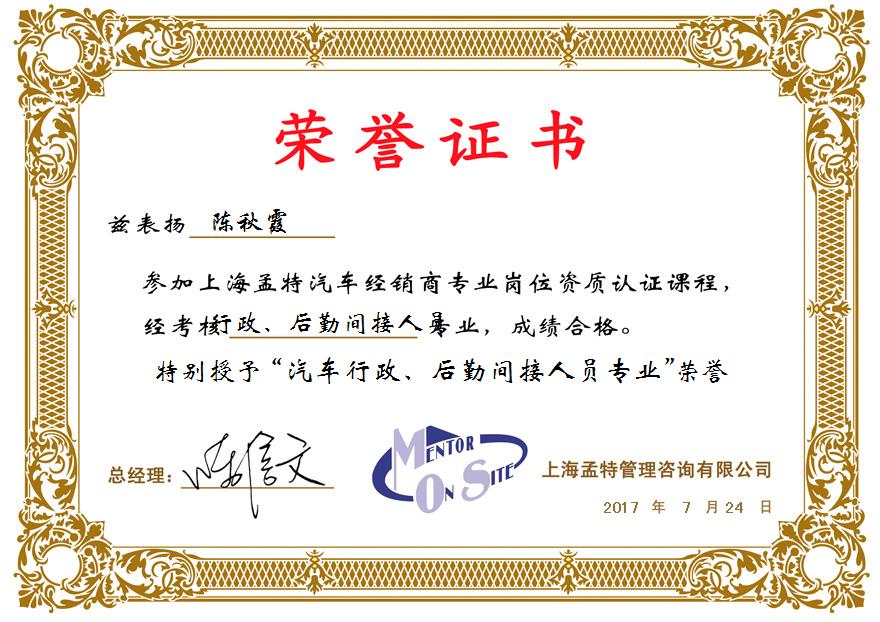 荣誉证书
兹表扬 陈秋霞
参加上海孟特汽车经销商专业岗位资质认证课程，
经考核行政、后勤间接人员专业，成绩合格。
特别授予“汽车行政、后勤间接人员专业”荣誉
总经理：
MENTOR
ON SITE
上海孟特管理咨询有限公司
2017 年 7 月 24 日